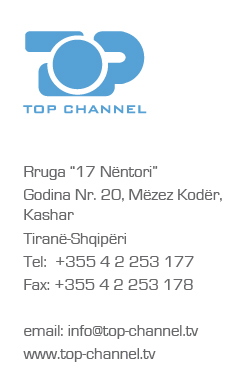 TOP CHANNEL
Rruga “17 Nëntori”
Godina Nr. 20, Mëzez Kodër,
Kashar
Tiranë-Shqipëri
Tel: +355 4 2 253 177
Fax: +355 4 2 253 178
email: info@top-channel.tv
www.top-channel.tv